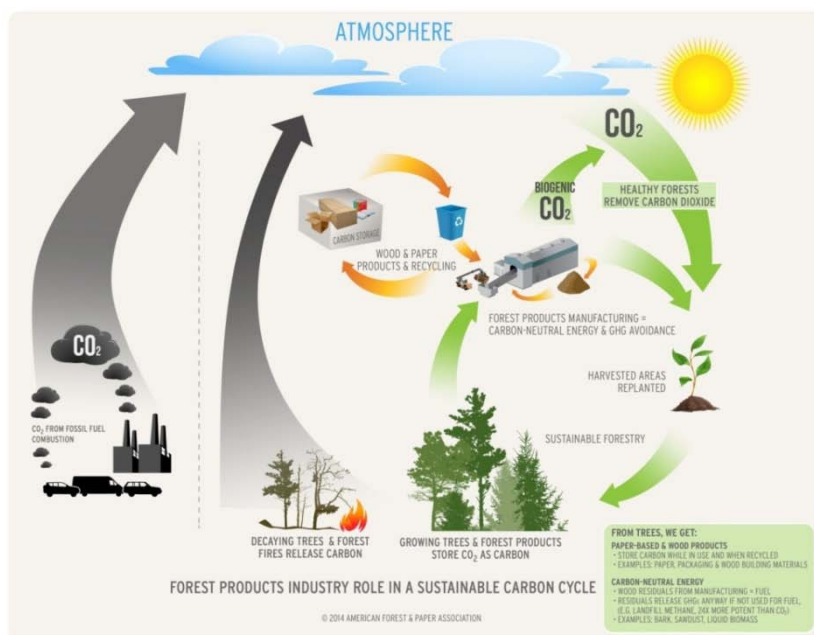 ATMOSPHERE
CO₂
BIOGENIC
CO₂
HEALTHY FORESTS
REMOVE CARBON DIOXIDE
CARBON STORAGE
WOOD & PAPER
PRODUCTS & RECYCLING
FOREST PRODUCTS MANUFACTURING =
CARBON-NEUTRAL ENERGY & GHG AVOIDANCE
CO₂
HARVESTED AREAS
REPLANTED
CO₂ FROM FOSSIL FUEL
COMBUSTION
SUSTAINABLE FORESTRY
DECAYING TREES & FOREST
FIRES RELEASE CARBON
GROWING TREES & FOREST PRODUCTS
STORE CO₂ AS CARBON
FROM TREES, WE GET:
PAPER-BASED & WOOD PRODUCTS
• STORE CARBON WHILE IN USE AND WHEN RECYCLED
• EXAMPLES: PAPER, PACKAGING & WOOD BUILDING MATERIALS
CARBON-NEUTRAL ENERGY
• WOOD RESIDUALS FROM MANUFACTURING = FUEL
• RESIDUALS RELEASE GHGs ANYWAY IF NOT USED FOR FUEL,
(E.G. LANDFILL METHANE, 24X MORE POTENT THAN CO₂)
• EXAMPLES: BARK, SAWDUST, LIQUID BIOMASS
FOREST PRODUCTS INDUSTRY ROLE IN A SUSTAINABLE CARBON CYCLE
© 2014 AMERICAN FOREST & PAPER ASSOCIATION